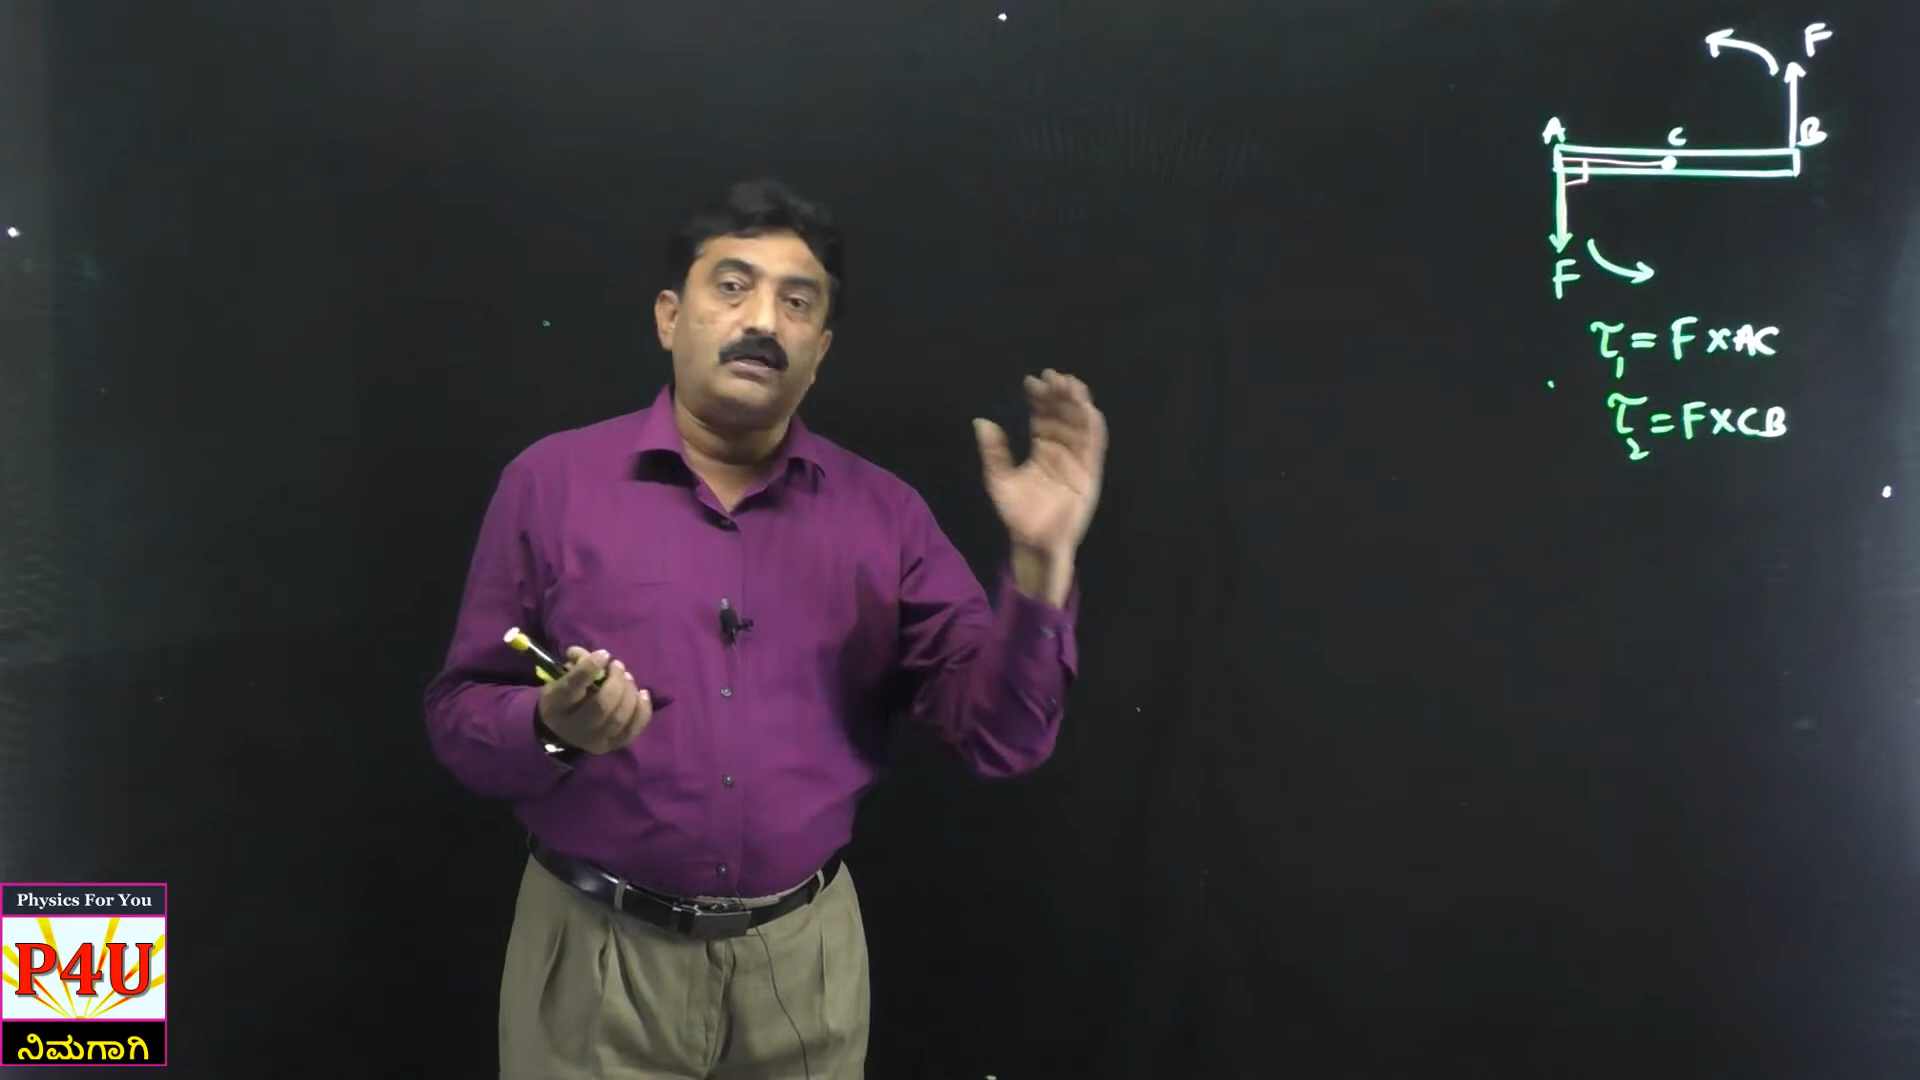 F
A C B
F
τ₁ = F × AC
τ₂ = F × CB
Physics For You
P4U
ನಿಮಗಾಗಿ